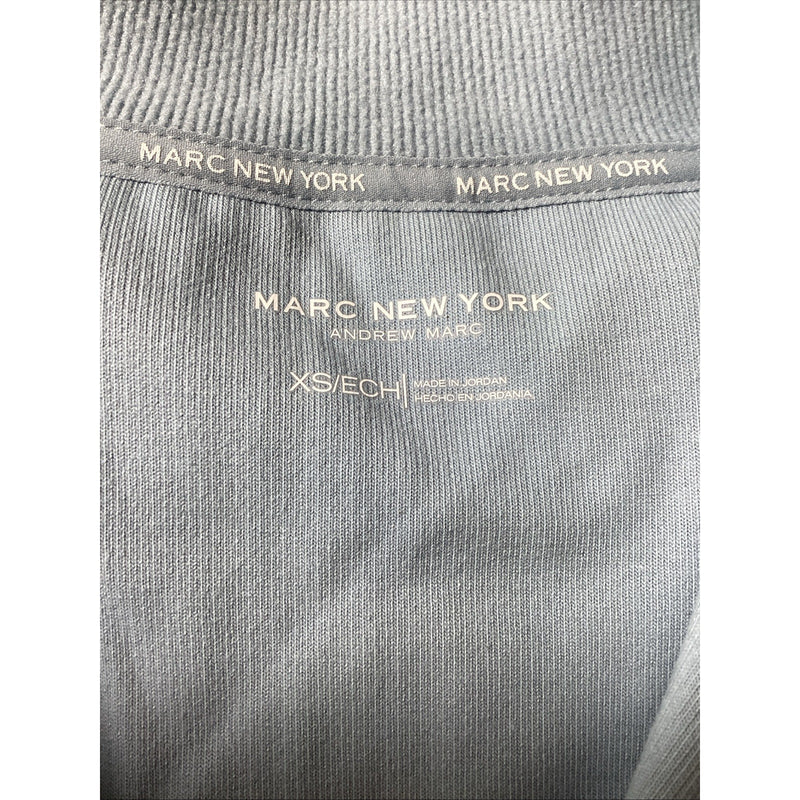 MARC NEW YORK MARC NEW YORK
MARC NEW YORK
ANDREW MARC
XS/ECH
MADE IN JORDAN
HECHO EN JORDANIA